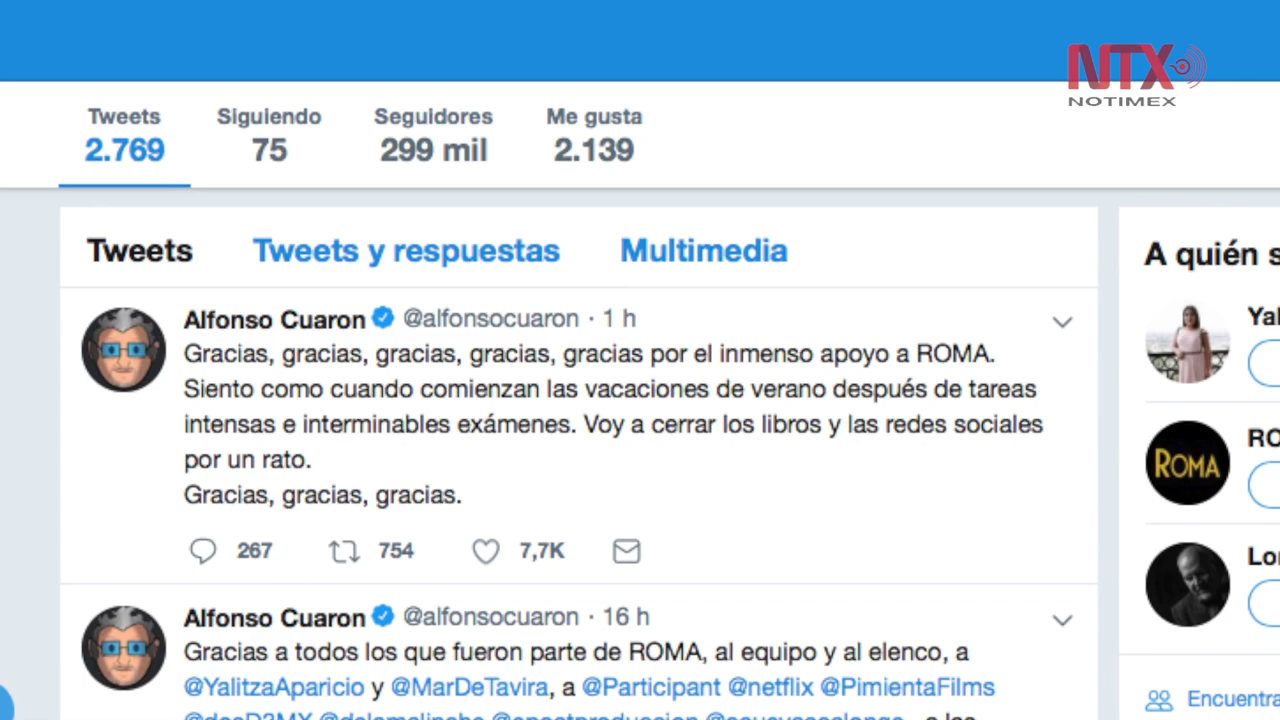 NTX
NOTIMEX
Tweets Siguiendo Seguidores Me gusta
2.769 75 299 mil 2.139
Tweets Tweets y respuestas Multimedia
Alfonso Cuaron @alfonsocuaron · 1 h
Gracias, gracias, gracias, gracias, gracias por el inmenso apoyo a ROMA.
Siento como cuando comienzan las vacaciones de verano después de tareas
intensas e interminables exámenes. Voy a cerrar los libros y las redes sociales
por un rato.
Gracias, gracias, gracias.
267 754 7,7K
Alfonso Cuaron @alfonsocuaron · 16 h
Gracias a todos los que fueron parte de ROMA, al equipo y al elenco, a
@YalitzaAparicio y @MarDeTavira, a @Participant @netflix @PimientaFilms
A quién s
Yal
ROMA
RO
Lo
Encuentra